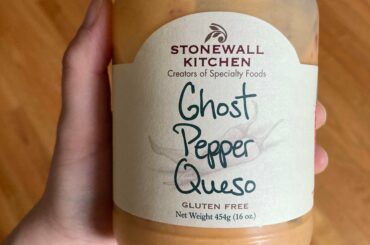 STONEWALL
KITCHEN
Creators of Specialty Foods
Ghost
Pepper
Queso
GLUTEN FREE
Net Weight 454g (16 oz.)